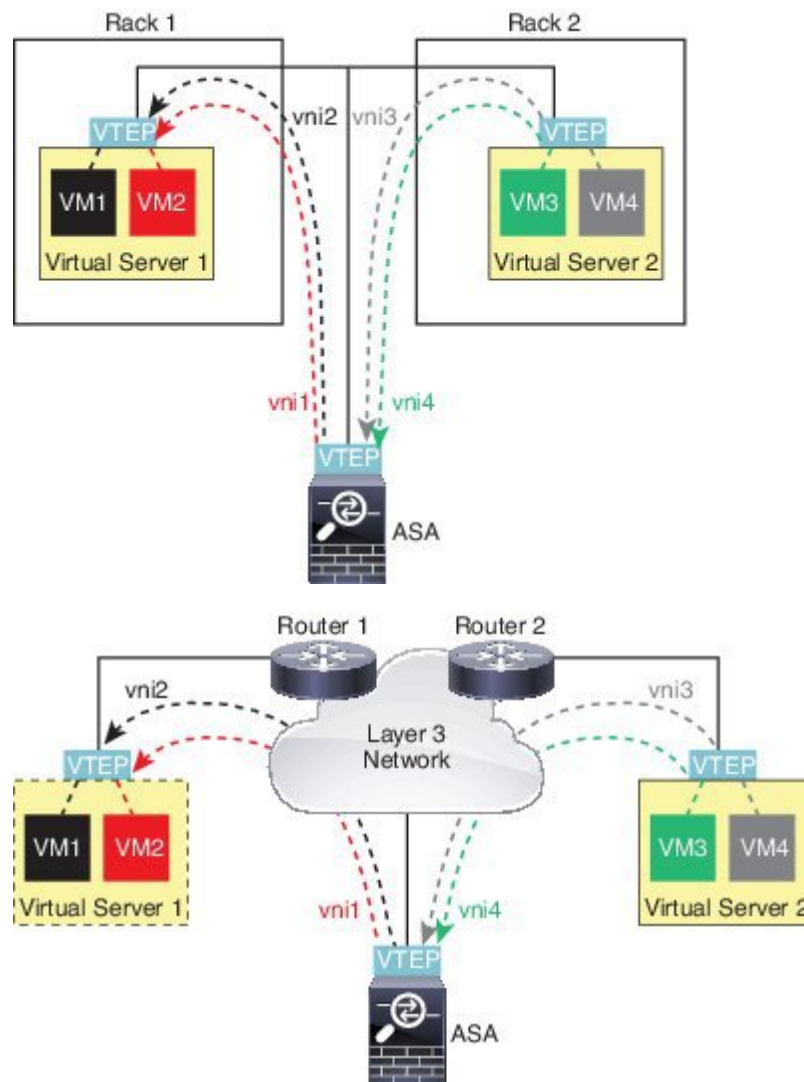 Rack 1
Rack 2
vni2
vni3
VTEP
VTEP
VM1
VM2
VM3
VM4
Virtual Server 1
Virtual Server 2
vni1
vni4
VTEP
ASA
Router 1
Router 2
vni2
vni3
Layer 3
Network
VTEP
VTEP
VM1
VM2
VM3
VM4
Virtual Server 1
Virtual Server 2
vni1
vni4
VTEP
ASA